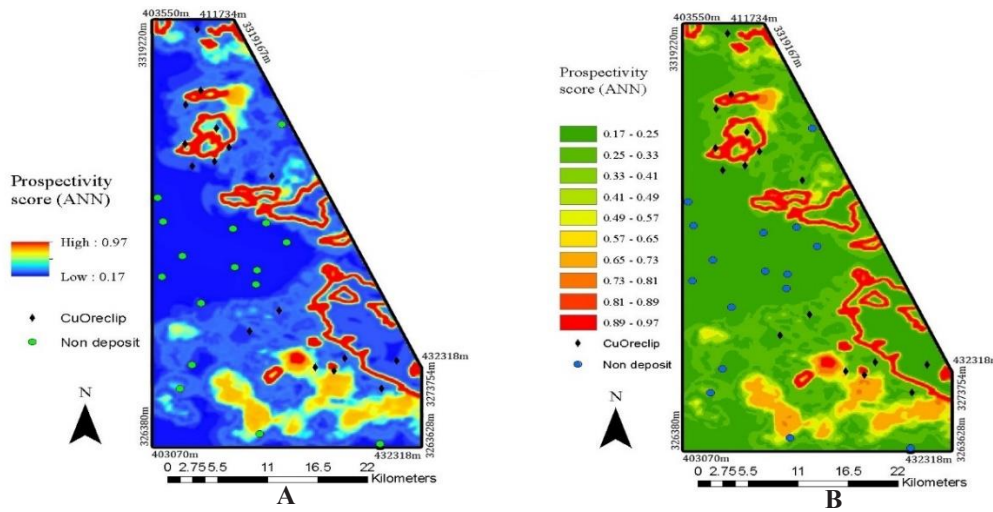 403550m 411734m
3319220m
3319167m
Prospectivity
score (ANN)
High : 0.97
Low : 0.17
CuOreclip
Non deposit
N
432318m
3273754m
3263628m
326380m
403070m 432318m
0 2.75 5.5 11 16.5 22
Kilometers
A
403550m 411734m
3319220m
3319167m
Prospectivity
score (ANN)
0.17 - 0.25
0.25 - 0.33
0.33 - 0.41
0.41 - 0.49
0.49 - 0.57
0.57 - 0.65
0.65 - 0.73
0.73 - 0.81
0.81 - 0.89
0.89 - 0.97
CuOreclip
Non deposit
N
432318m
3273754m
3263628m
326380m
403070m 432318m
0 2.75 5.5 11 16.5 22
Kilometers
B